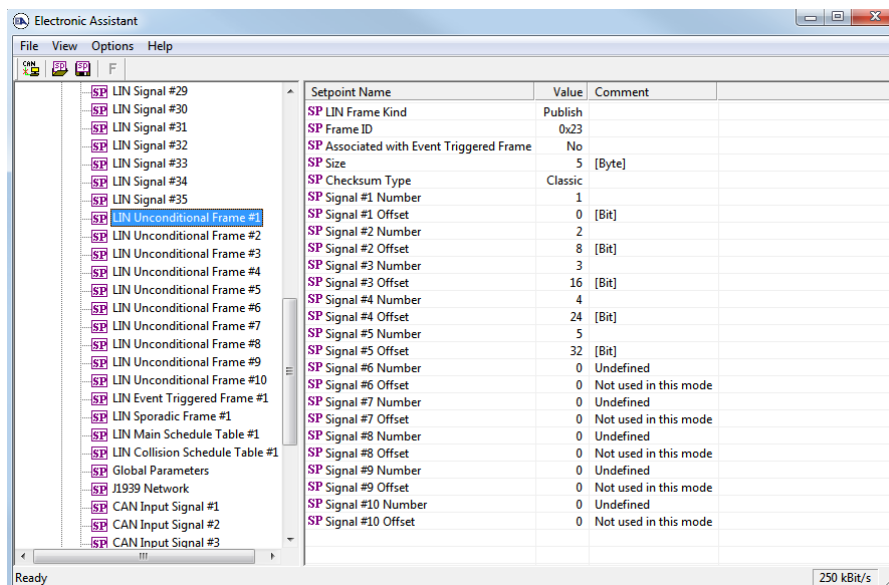 Electronic Assistant
File View Options Help
CAN SP SP F
SP LIN Signal #29
SP LIN Signal #30
SP LIN Signal #31
SP LIN Signal #32
SP LIN Signal #33
SP LIN Signal #34
SP LIN Signal #35
SP LIN Unconditional Frame #1
SP LIN Unconditional Frame #2
SP LIN Unconditional Frame #3
SP LIN Unconditional Frame #4
SP LIN Unconditional Frame #5
SP LIN Unconditional Frame #6
SP LIN Unconditional Frame #7
SP LIN Unconditional Frame #8
SP LIN Unconditional Frame #9
SP LIN Unconditional Frame #10
SP LIN Event Triggered Frame #1
SP LIN Sporadic Frame #1
SP LIN Main Schedule Table #1
SP LIN Collision Schedule Table #1
SP Global Parameters
SP J1939 Network
SP CAN Input Signal #1
SP CAN Input Signal #2
SP CAN Input Signal #3
Setpoint Name Value Comment
SP LIN Frame Kind Publish
SP Frame ID 0x23
SP Associated with Event Triggered Frame No
SP Size 5 [Byte]
SP Checksum Type Classic
SP Signal #1 Number 1
SP Signal #1 Offset 0 [Bit]
SP Signal #2 Number 2
SP Signal #2 Offset 8 [Bit]
SP Signal #3 Number 3
SP Signal #3 Offset 16 [Bit]
SP Signal #4 Number 4
SP Signal #4 Offset 24 [Bit]
SP Signal #5 Number 5
SP Signal #5 Offset 32 [Bit]
SP Signal #6 Number 0 Undefined
SP Signal #6 Offset 0 Not used in this mode
SP Signal #7 Number 0 Undefined
SP Signal #7 Offset 0 Not used in this mode
SP Signal #8 Number 0 Undefined
SP Signal #8 Offset 0 Not used in this mode
SP Signal #9 Number 0 Undefined
SP Signal #9 Offset 0 Not used in this mode
SP Signal #10 Number 0 Undefined
SP Signal #10 Offset 0 Not used in this mode
Ready 250 kBit/s